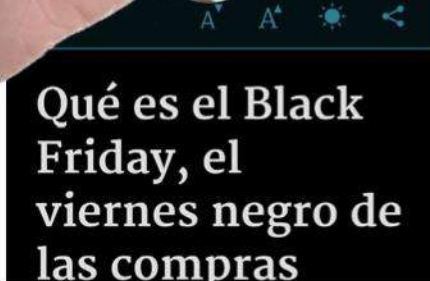 A A
Qué es el Black
Friday, el
viernes negro de
las compras